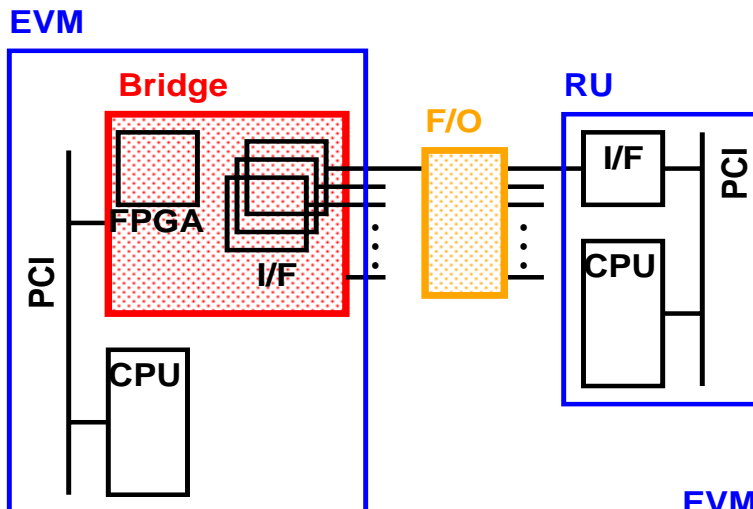 EVM
Bridge
F/O
RU
FPGA
I/F
PCI
CPU
I/F
PCI
CPU
EVM